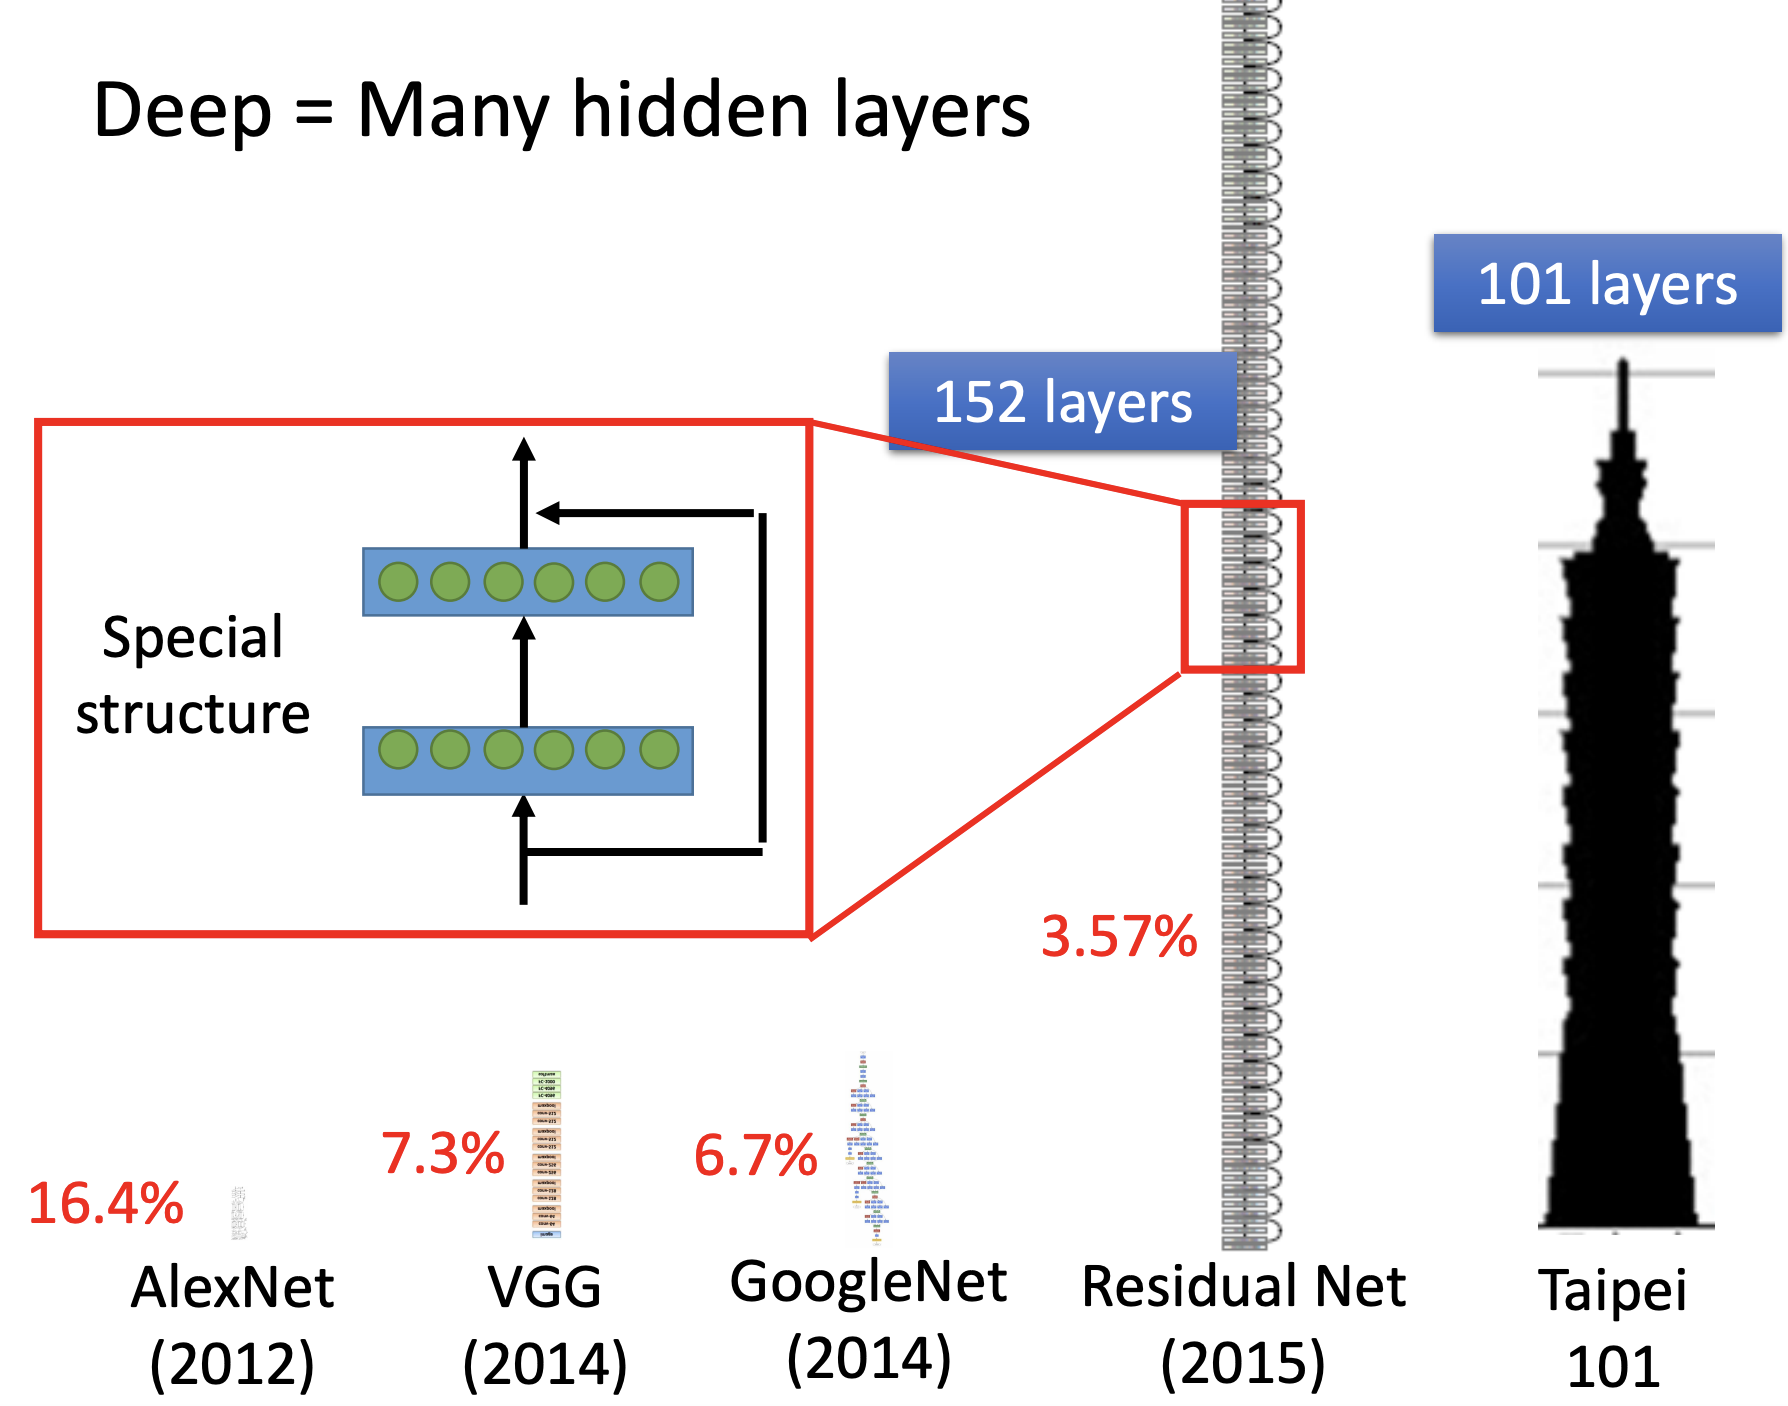 Deep = Many hidden layers
101 layers
152 layers
Special
structure
3.57%
7.3%
6.7%
16.4%
AlexNet
(2012)
VGG
(2014)
GoogleNet
(2014)
Residual Net
(2015)
Taipei
101